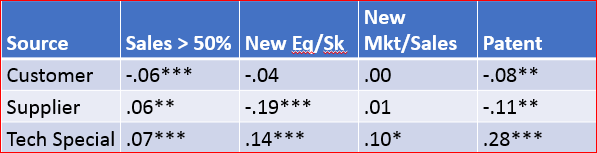 Source Sales > 50% New Eq/Sk New Mkt/Sales Patent
Customer -.06*** -.04 .00 -.08**
Supplier .06** -.19*** .01 -.11**
Tech Special .07*** .14*** .10* .28***